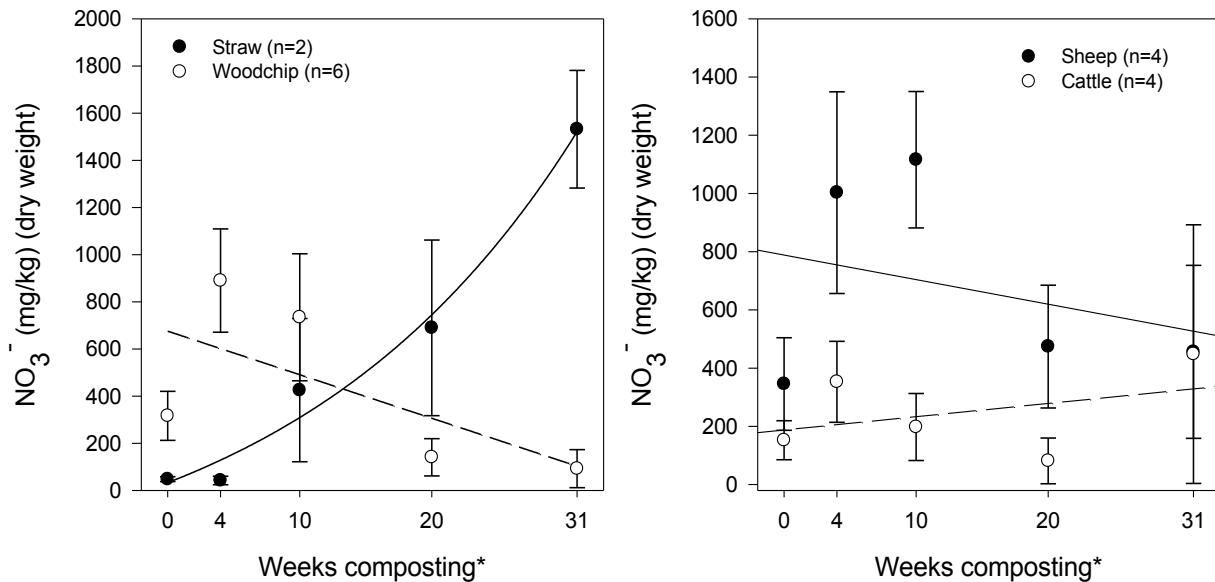 2000
1800
1600
1400
1200
1000
800
600
400
200
0
NO3- (mg/kg) (dry weight)
Straw (n=2)
Woodchip (n=6)
0 4 10 20 31
Weeks composting*
1600
1400
1200
1000
800
600
400
200
0
NO3- (mg/kg) (dry weight)
Sheep (n=4)
Cattle (n=4)
0 4 10 20 31
Weeks composting*